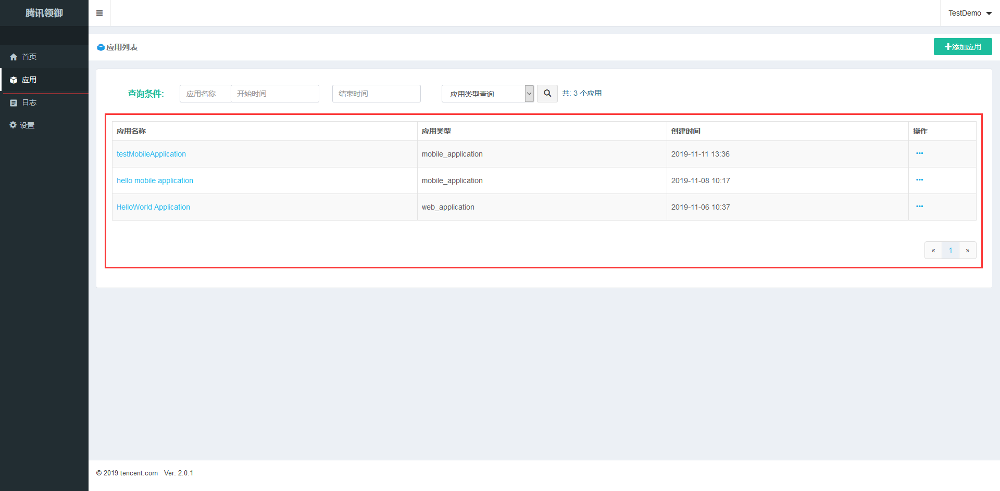 腾讯领御
TestDemo
首页
应用
日志
设置
应用列表
添加应用
查询条件: 应用名称 开始时间 结束时间 应用类型查询 共: 3 个应用
应用名称 应用类型 创建时间 操作
testMobileApplication mobile_application 2019-11-11 13:36 •••
hello mobile application mobile_application 2019-11-08 10:17 •••
HelloWorld Application web_application 2019-11-06 10:37 •••
« 1 »
© 2019 tencent.com Ver: 2.0.1